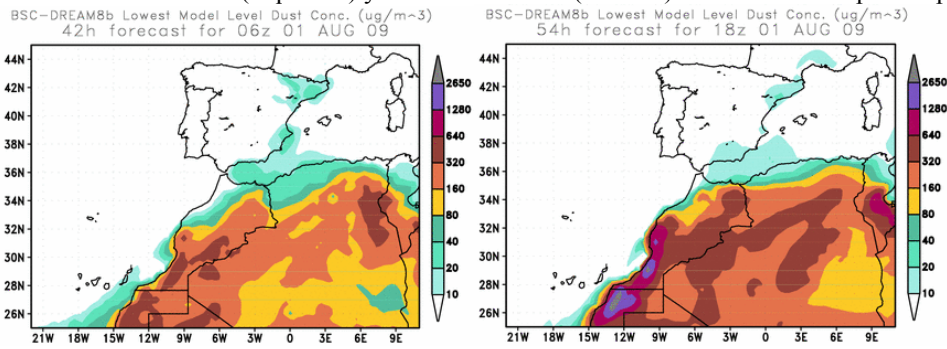 BSC-DREAM8b Lowest Model Level Dust Conc. (ug/m^3)
42h forecast for 06z 01 AUG 09
44N
42N
40N
38N
36N
34N
32N
30N
28N
26N
21W 18W 15W 12W 9W 6W 3W 0 3E 6E 9E
2650
1280
640
320
160
80
40
20
10
BSC-DREAM8b Lowest Model Level Dust Conc. (ug/m^3)
54h forecast for 18z 01 AUG 09
44N
42N
40N
38N
36N
34N
32N
30N
28N
26N
21W 18W 15W 12W 9W 6W 3W 0 3E 6E 9E
2650
1280
640
320
160
80
40
20
10